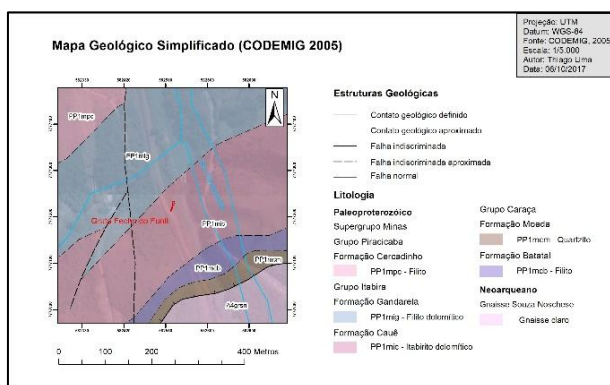 Projeção: UTM
Datum: WGS-84
Fonte: CODEMIG, 2005
Escala: 1/5.000
Autor: Thiago Lima
Data: 06/10/2017
Mapa Geológico Simplificado (CODEMIG 2005)
N
PP1mpc
PP1mig
Gruta Fecho do Funil
PP1mic
PP1mcb
PP1mcm
A4grsn
0 100 200 400 Metros
Estruturas Geológicas
Contato geológico definido
Contato geológico aproximado
Falha indiscriminada
Falha indiscriminada aproximada
Falha normal
Litologia
Paleoproterozóico
Supergrupo Minas
Grupo Piracicaba
Formação Cercadinho
PP1mpc - Filito
Grupo Itabira
Formação Gandarela
PP1mig - Filito dolomítico
Formação Cauê
PP1mic - Itabirito dolomítico
Grupo Caraça
Formação Moeda
PP1mcm - Quartzito
Formação Batatal
PP1mcb - Filito
Neoarqueano
Gnaisse Souza Noschese
Gnaisse claro